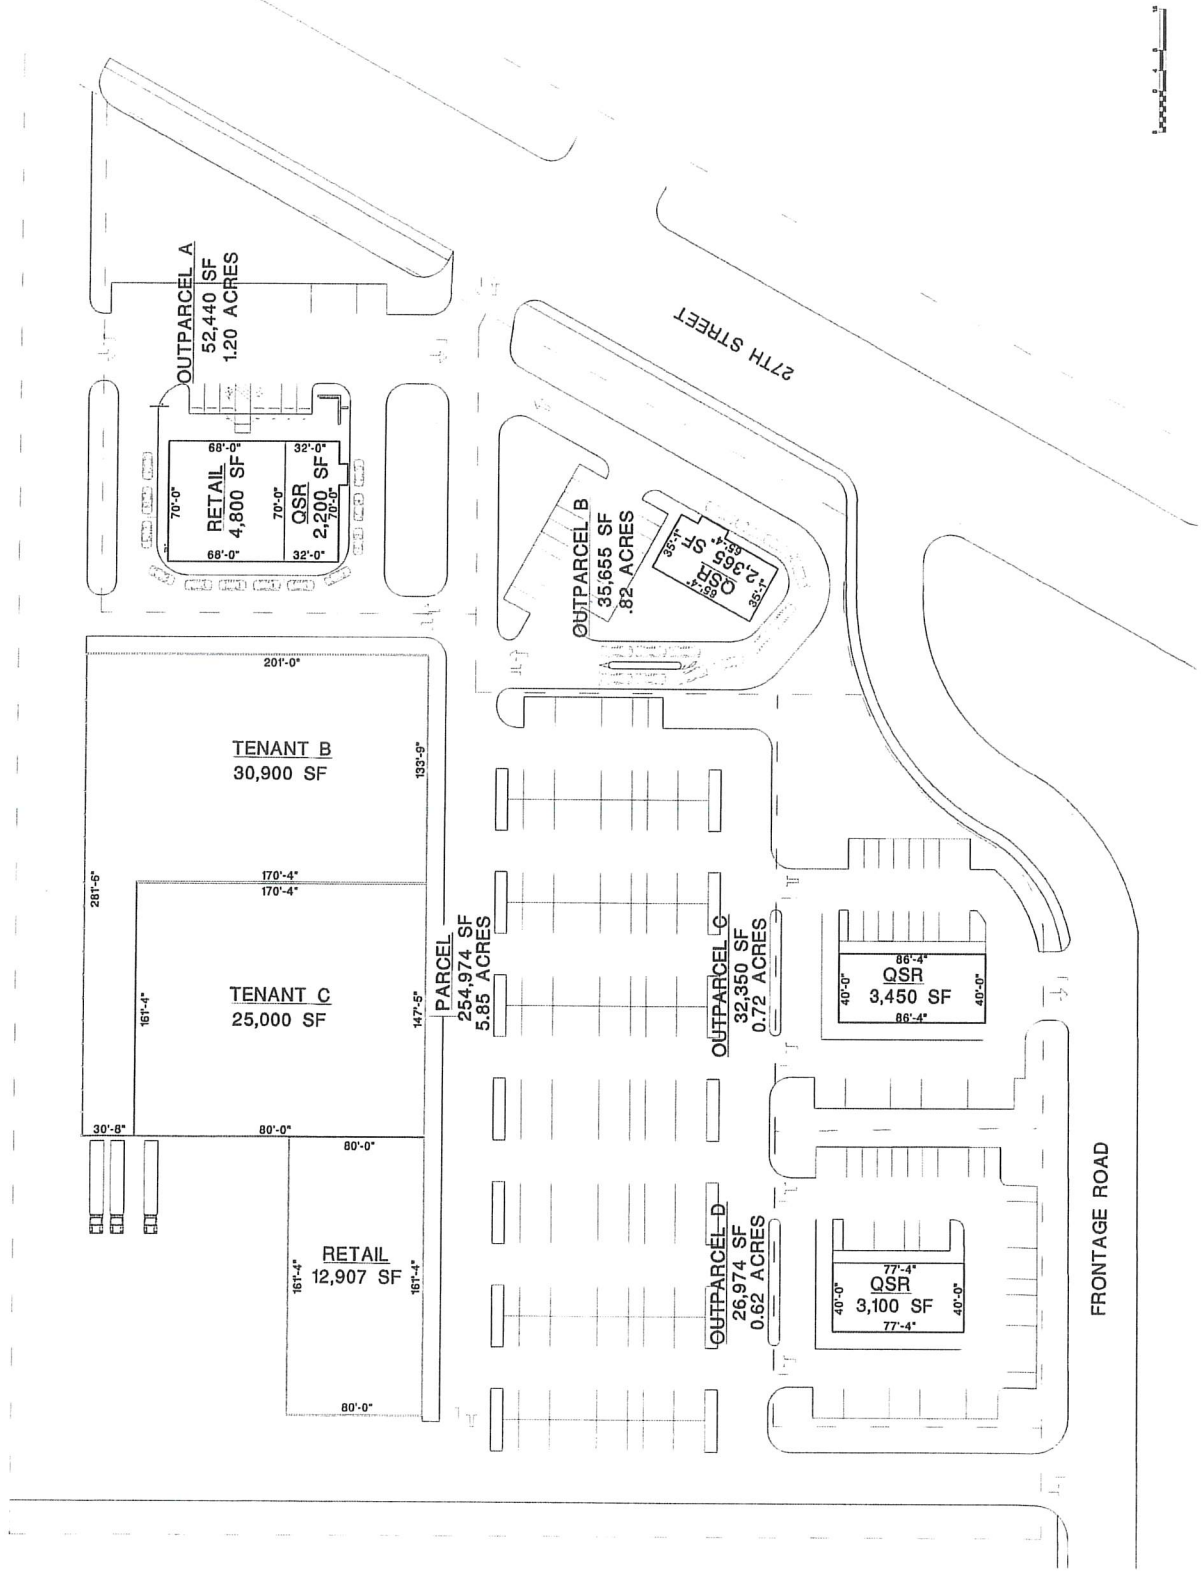 OUTPARCEL A
52,440 SF
1.20 ACRES
68'-0"
32'-0"
70'-0"
RETAIL
4,800 SF
70'-0"
QSR
2,200 SF
70'-0"
68'-0"
32'-0"
27TH STREET
OUTPARCEL B
35,655 SF
.82 ACRES
35'-1"
65'-4"
QSR
2,365 SF
65'-4"
35'-1"
201'-0"
TENANT B
30,900 SF
133'-9"
281'-6"
170'-4"
170'-4"
TENANT C
25,000 SF
161'-4"
147'-5"
PARCEL
254,974 SF
5.85 ACRES
30'-8"
80'-0"
80'-0"
RETAIL
12,907 SF
161'-4"
161'-4"
80'-0"
OUTPARCEL C
32,350 SF
0.72 ACRES
86'-4"
40'-0"
QSR
3,450 SF
40'-0"
86'-4"
OUTPARCEL D
26,974 SF
0.62 ACRES
77'-4"
40'-0"
QSR
3,100 SF
40'-0"
77'-4"
FRONTAGE ROAD